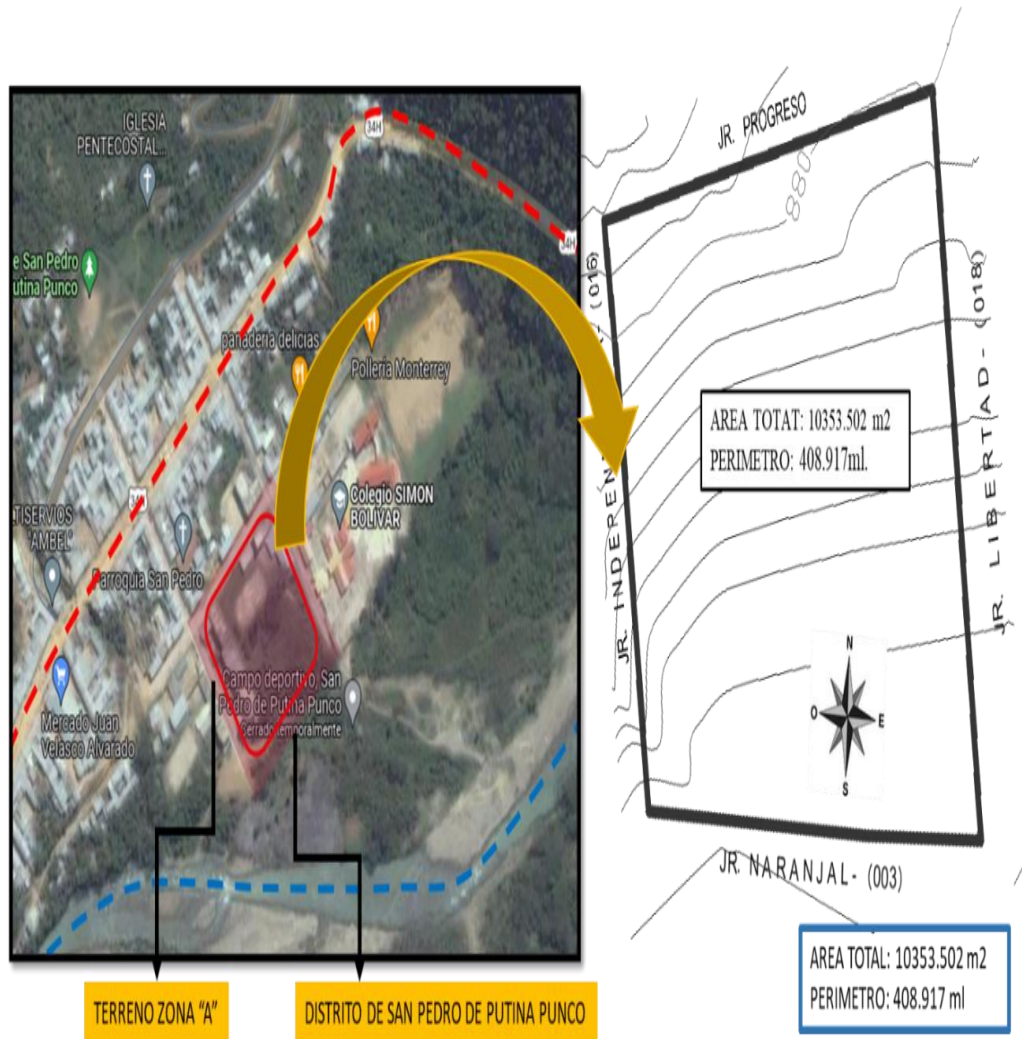 IGLESIA
PENTECOSTAL...
34H
34H
e San Pedro
utina Punco
panaderia delicias
Polleria Monterrey
34H
Colegio SIMON
BOLÍVAR
TISERVIOS
"AMBEL"
Parroquia San Pedro
Campo deportivo, San
Pedro de Putina Punco
Cerrado temporalmente
Mercado Juan
Velasco Alvarado
TERRENO ZONA “A”
DISTRITO DE SAN PEDRO DE PUTINA PUNCO
JR. PROGRESO
880
JR. INDEREN
- (016)
JR. LIBERTAD- (018)
AREA TOTAT: 10353.502 m2
PERIMETRO: 408.917ml.
N
O
E
S
JR. NARANJAL- (003)
AREA TOTAL: 10353.502 m2
PERIMETRO: 408.917 ml